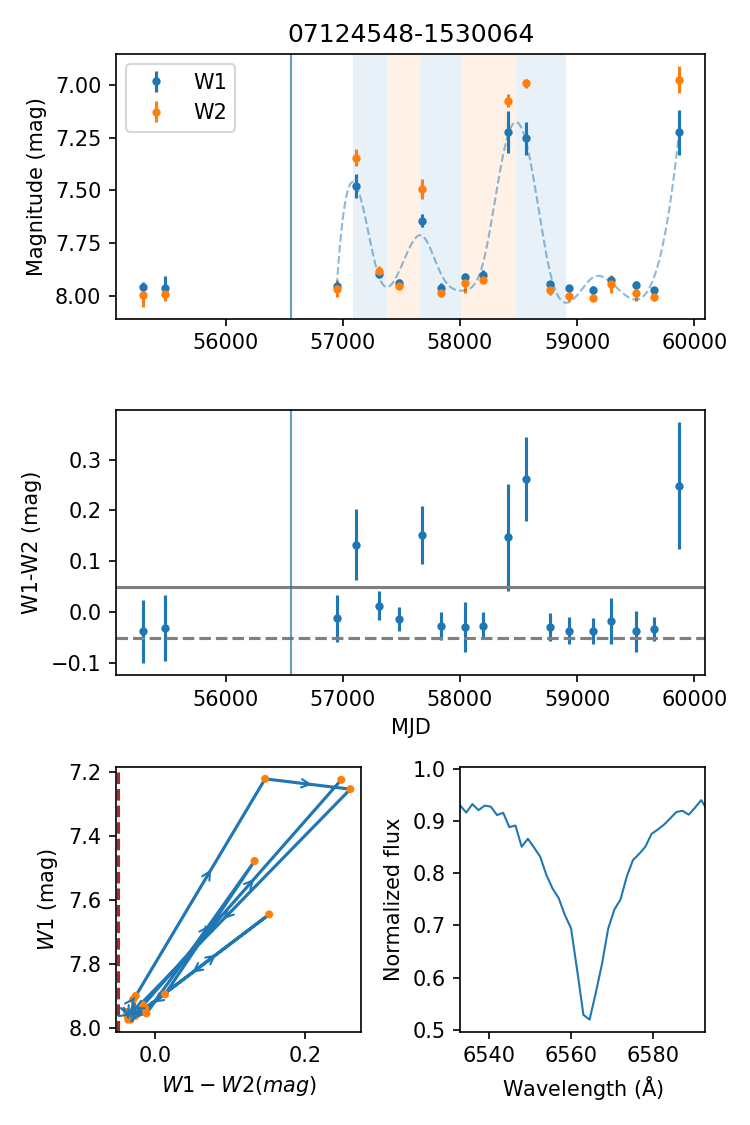 07124548-1530064
Magnitude (mag)
7.00
7.25
7.50
7.75
8.00
W1
W2
56000 57000 58000 59000 60000
W1-W2 (mag)
0.3
0.2
0.1
0.0
−0.1
56000 57000 58000 59000 60000
MJD
W1 (mag)
7.2
7.4
7.6
7.8
8.0
0.0 0.2
W1 − W2(mag)
Normalized flux
1.0
0.9
0.8
0.7
0.6
0.5
6540 6560 6580
Wavelength (Å)